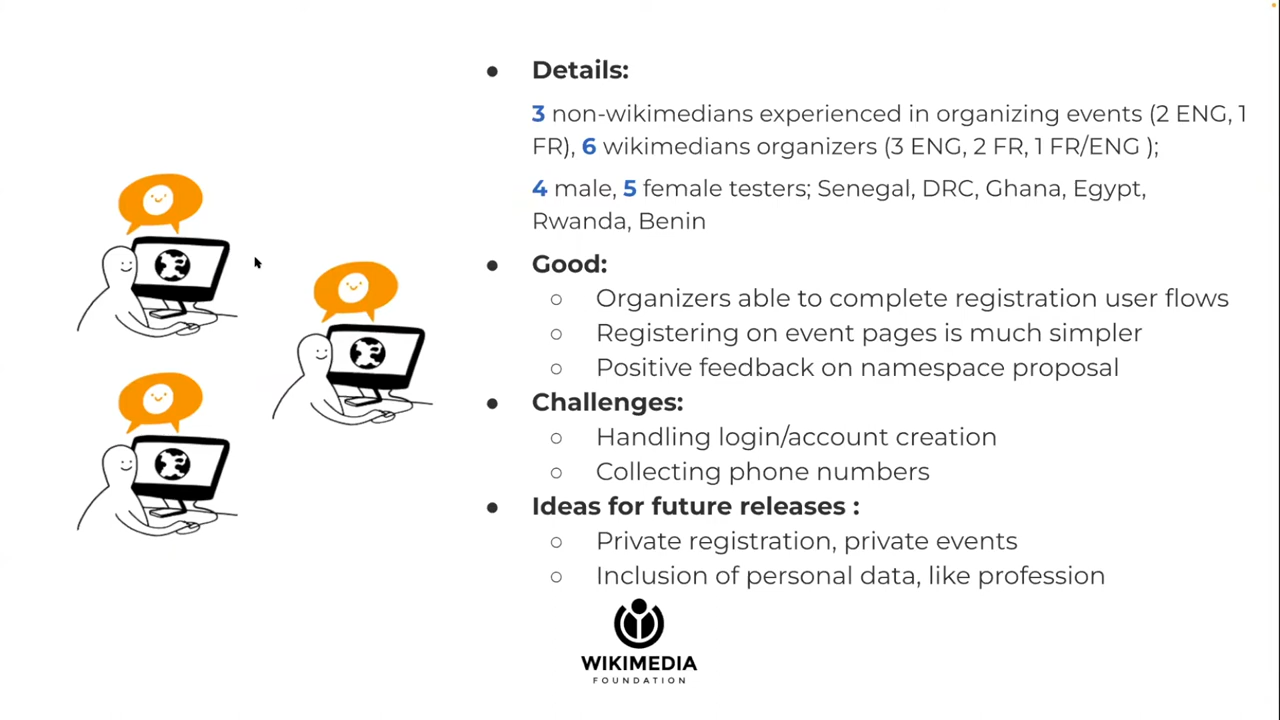 ● Details:
3 non-wikimedians experienced in organizing events (2 ENG, 1
FR), 6 wikimedians organizers (3 ENG, 2 FR, 1 FR/ENG );
4 male, 5 female testers; Senegal, DRC, Ghana, Egypt,
Rwanda, Benin
● Good:
○ Organizers able to complete registration user flows
○ Registering on event pages is much simpler
○ Positive feedback on namespace proposal
● Challenges:
○ Handling login/account creation
○ Collecting phone numbers
● Ideas for future releases :
○ Private registration, private events
○ Inclusion of personal data, like profession
WIKIMEDIA
FOUNDATION